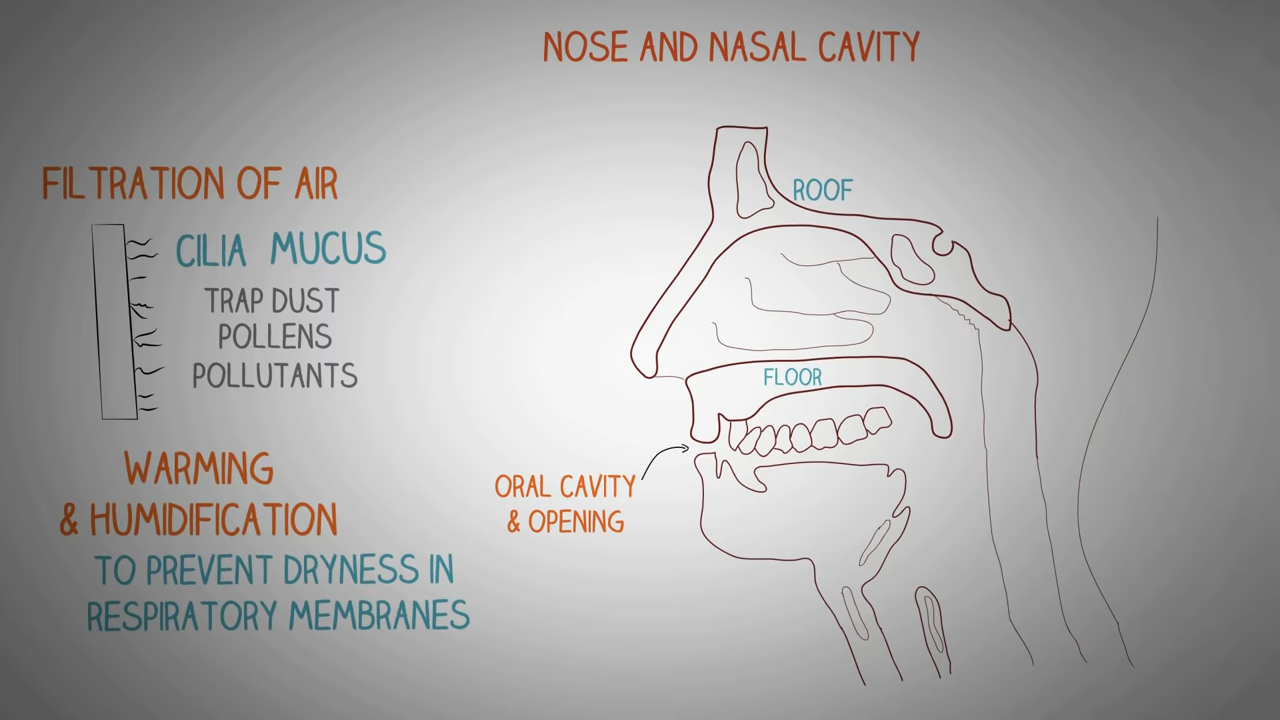 NOSE AND NASAL CAVITY
FILTRATION OF AIR
CILIA MUCUS
TRAP DUST
POLLENS
POLLUTANTS
WARMING
& HUMIDIFICATION
TO PREVENT DRYNESS IN
RESPIRATORY MEMBRANES
ROOF
FLOOR
ORAL CAVITY
& OPENING